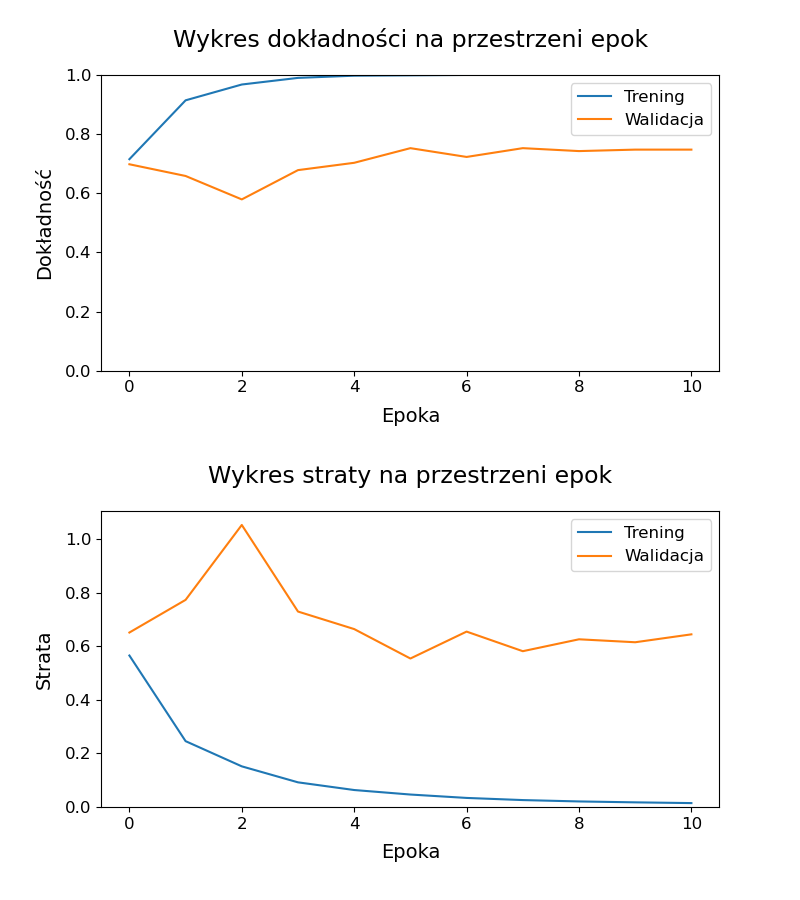 Wykres dokładności na przestrzeni epok
1.0
0.8
0.6
0.4
0.2
0.0
Dokładność
Trening
Walidacja
0 2 4 6 8 10
Epoka
Wykres straty na przestrzeni epok
1.0
0.8
0.6
0.4
0.2
0.0
Strata
Trening
Walidacja
0 2 4 6 8 10
Epoka